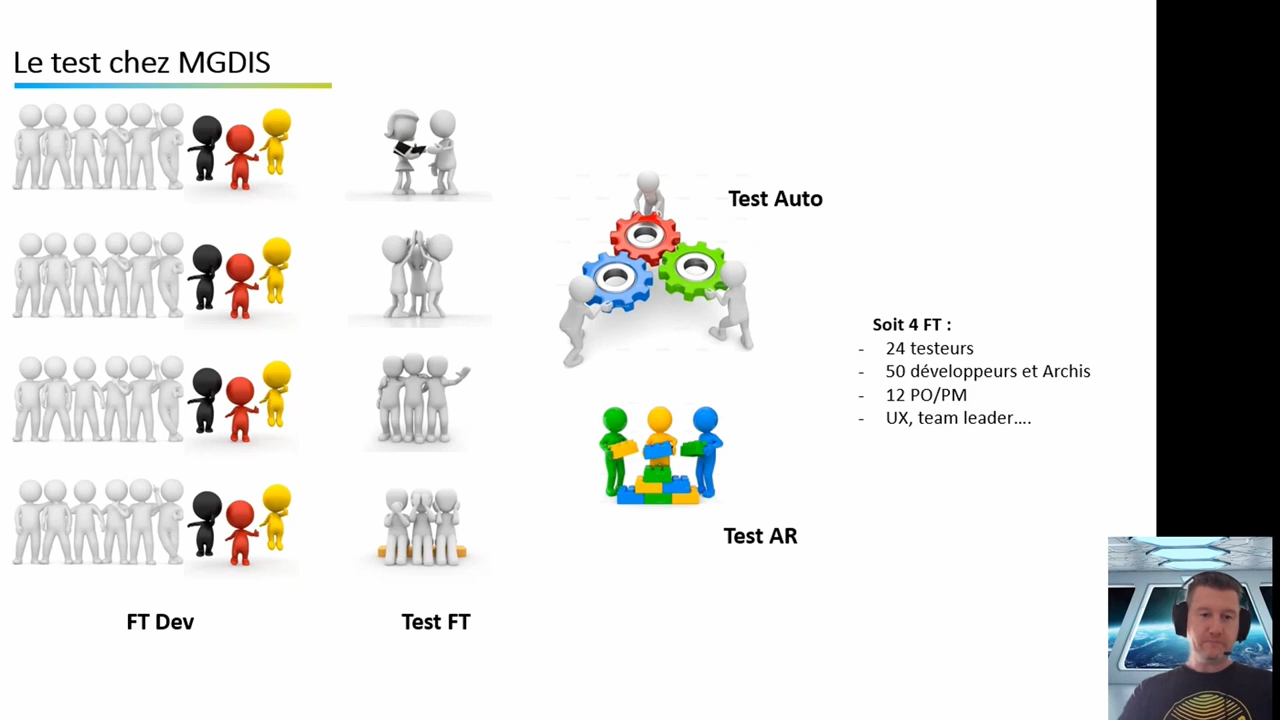 Le test chez MGDIS
Test Auto
Soit 4 FT :
- 24 testeurs
- 50 développeurs et Archis
- 12 PO/PM
- UX, team leader....
Test AR
FT Dev
Test FT